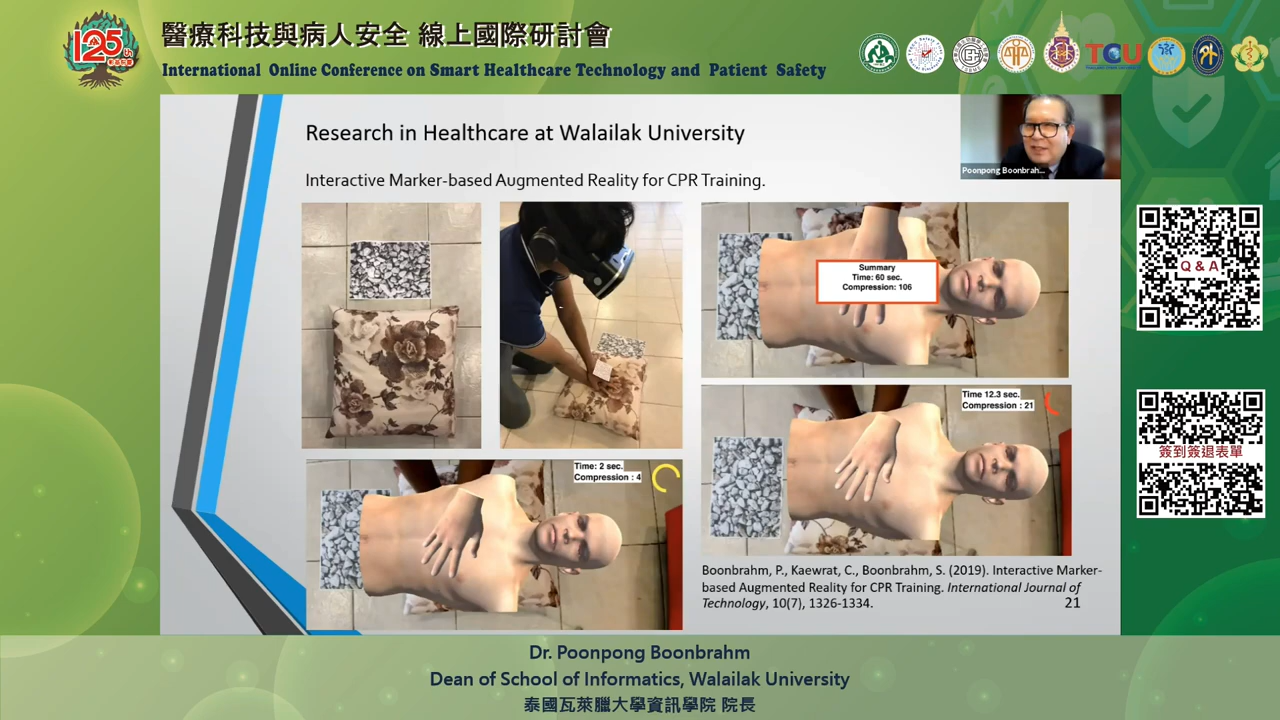 125th
醫療科技與病人安全 線上國際研討會
International Online Conference on Smart Healthcare Technology and Patient Safety
TCU
Research in Healthcare at Walailak University
Poonpong Boonbrah...
Interactive Marker-based Augmented Reality for CPR Training.
Summary
Time: 60 sec.
Compression: 106
Time 12.3 sec.
Compression : 21
Time: 2 sec.
Compression : 4
Boonbrahm, P., Kaewrat, C., Boonbrahm, S. (2019). Interactive Marker-
based Augmented Reality for CPR Training. International Journal of
Technology, 10(7), 1326-1334.
21
Q & A
簽到簽退表單
Dr. Poonpong Boonbrahm
Dean of School of Informatics, Walailak University
泰國瓦萊臘大學資訊學院 院長